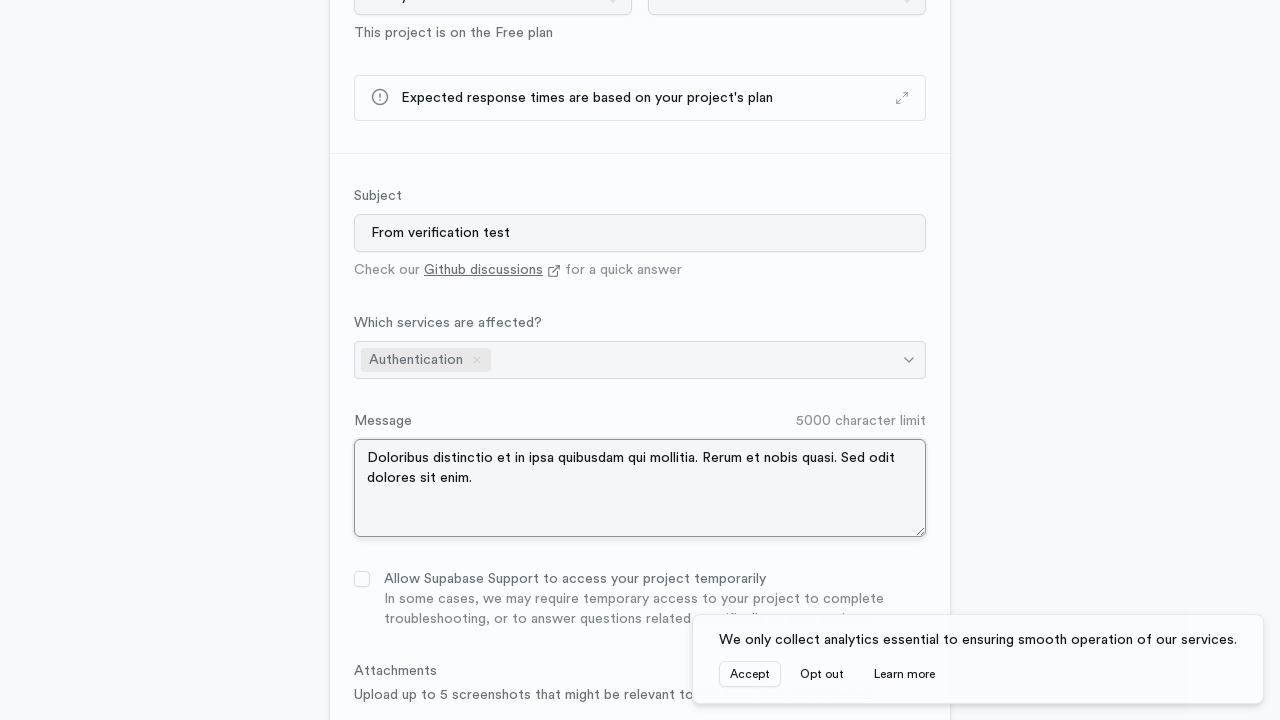 This project is on the Free plan
Expected response times are based on your project's plan
Subject
From verification test
Check our Github discussions for a quick answer
Which services are affected?
Authentication
Message
5000 character limit
Doloribus distinctio et in ipsa quibusdam qui mollitia. Rerum et nobis quasi. Sed odit
dolores sit enim.
Allow Supabase Support to access your project temporarily
In some cases, we may require temporary access to your project to complete
troubleshooting, or to answer questions related
We only collect analytics essential to ensuring smooth operation of our services.
Accept
Opt out
Learn more
Attachments
Upload up to 5 screenshots that might be relevant to